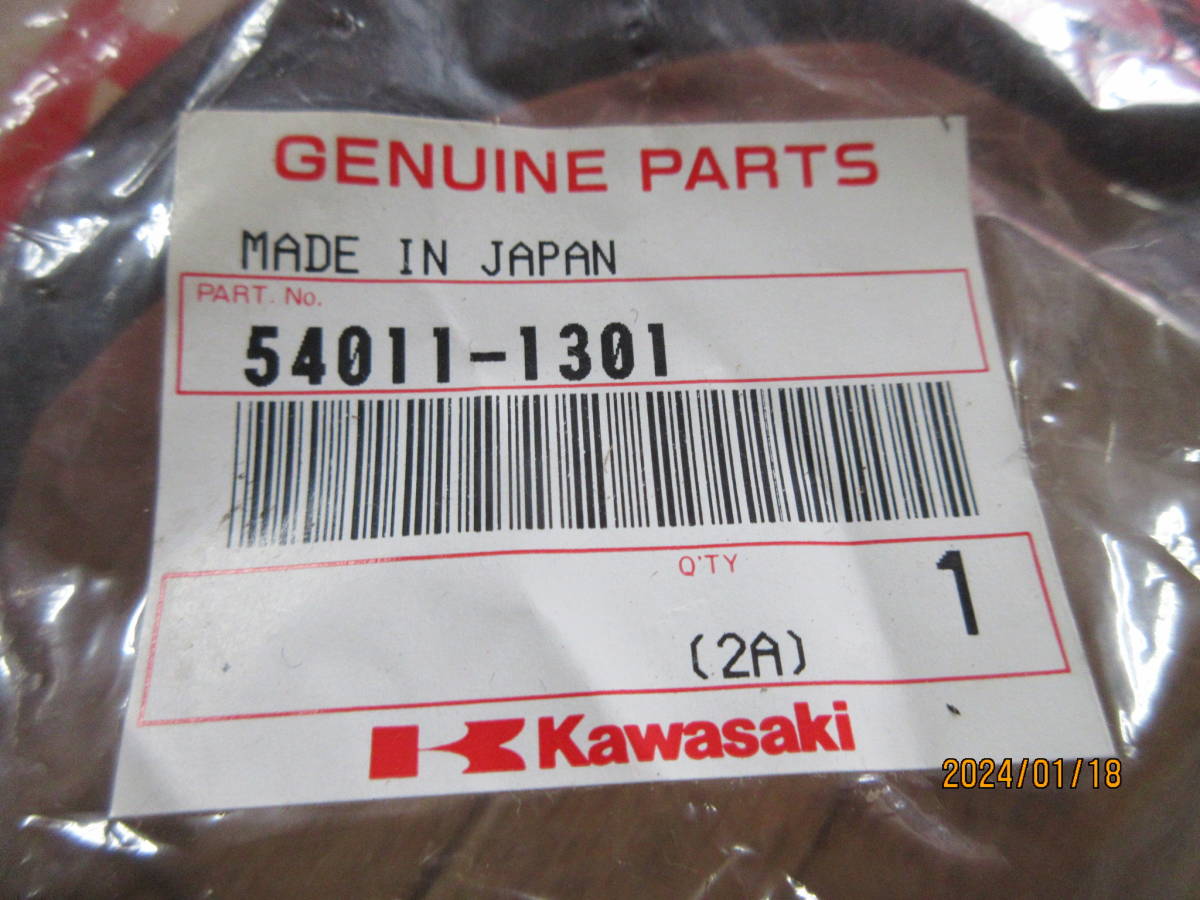 GENUINE PARTS
MADE IN JAPAN
PART. No.
54011-1301
Q'TY 1
(2A)
Kawasaki
2024/01/18